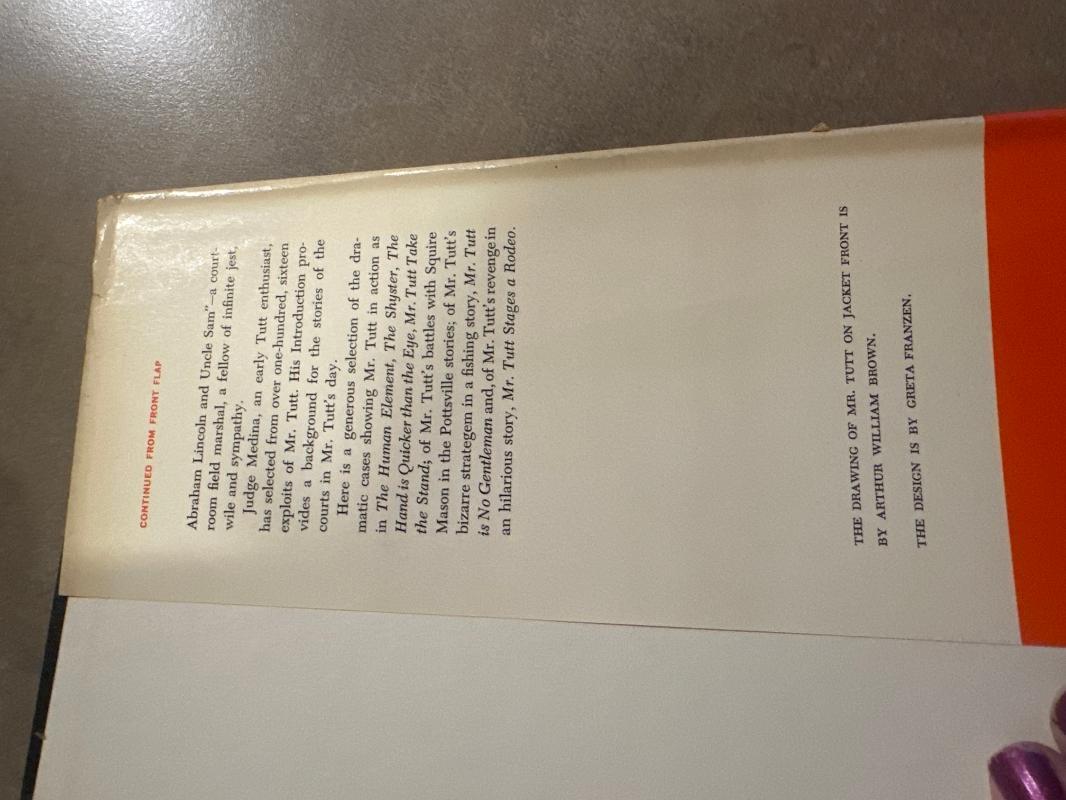 CONTINUED FROM FRONT FLAP
Abraham Lincoln and Uncle Sam"—a court-
room field marshal, a fellow of infinite jest,
wile and sympathy.
Judge Medina, an early Tutt enthusiast,
has selected from over one-hundred, sixteen
exploits of Mr. Tutt. His Introduction pro-
vides a background for the stories of the
courts in Mr. Tutt's day.
Here is a generous selection of the dra-
matic cases showing Mr. Tutt in action as
in The Human Element, The Shyster, The
Hand is Quicker than the Eye, Mr. Tutt Take
the Stand; of Mr. Tutt's battles with Squire
Mason in the Pottsville stories; of Mr. Tutt's
bizarre strategem in a fishing story, Mr. Tutt
is No Gentleman and, of Mr. Tutt's revenge in
an hilarious story, Mr. Tutt Stages a Rodeo.
THE DRAWING OF MR. TUTT ON JACKET FRONT IS
BY ARTHUR WILLIAM BROWN.
THE DESIGN IS BY GRETA FRANZEN.